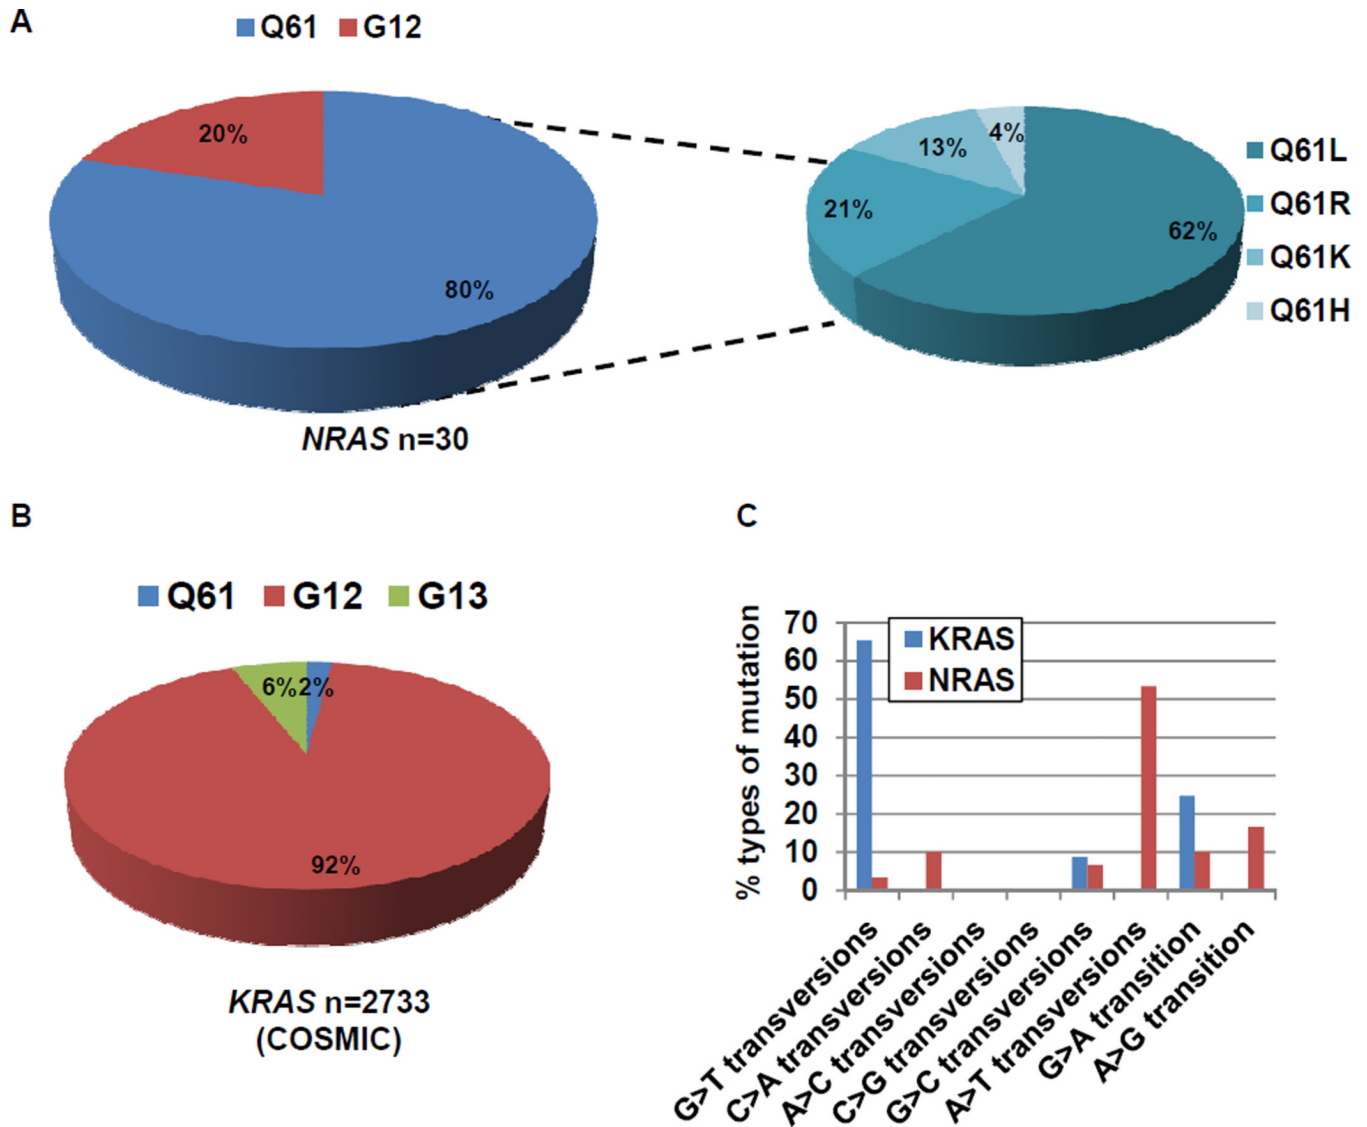 A
Q61 G12
20%
80%
NRAS n=30
4%
13%
21%
62%
Q61L
Q61R
Q61K
Q61H
B
Q61 G12 G13
6% 2%
92%
KRAS n=2733
(COSMIC)
C
% types of mutation
70
60
50
40
30
20
10
0
KRAS
NRAS
G>T transversions
C>A transversions
A>C transversions
C>G transversions
G>C transversions
A>T transversions
G>A transition
A>G transition